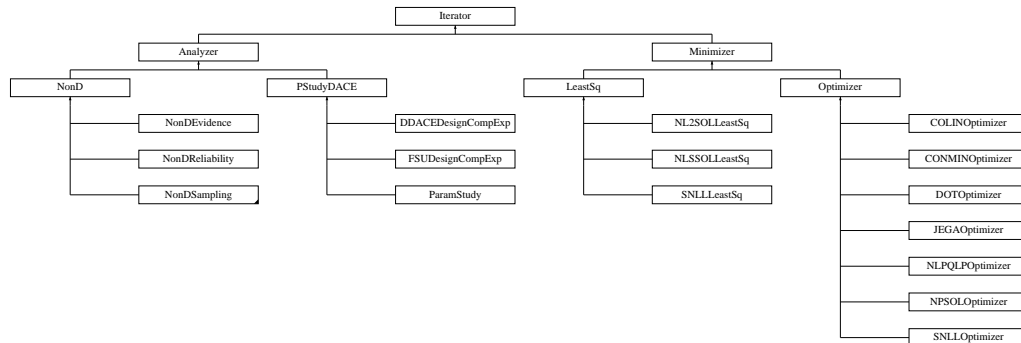 Iterator
Analyzer
Minimizer
NonD
PStudyDACE
LeastSq
Optimizer
NonDEvidence
DDACEDesignCompExp
NL2SOLLeastSq
COLINOptimizer
NonDReliability
FSUDesignCompExp
NLSSOLLeastSq
CONMINOptimizer
NonDSampling
ParamStudy
SNLLLeastSq
DOTOptimizer
JEGAOptimizer
NLPQLPOptimizer
NPSOLOptimizer
SNLLOptimizer